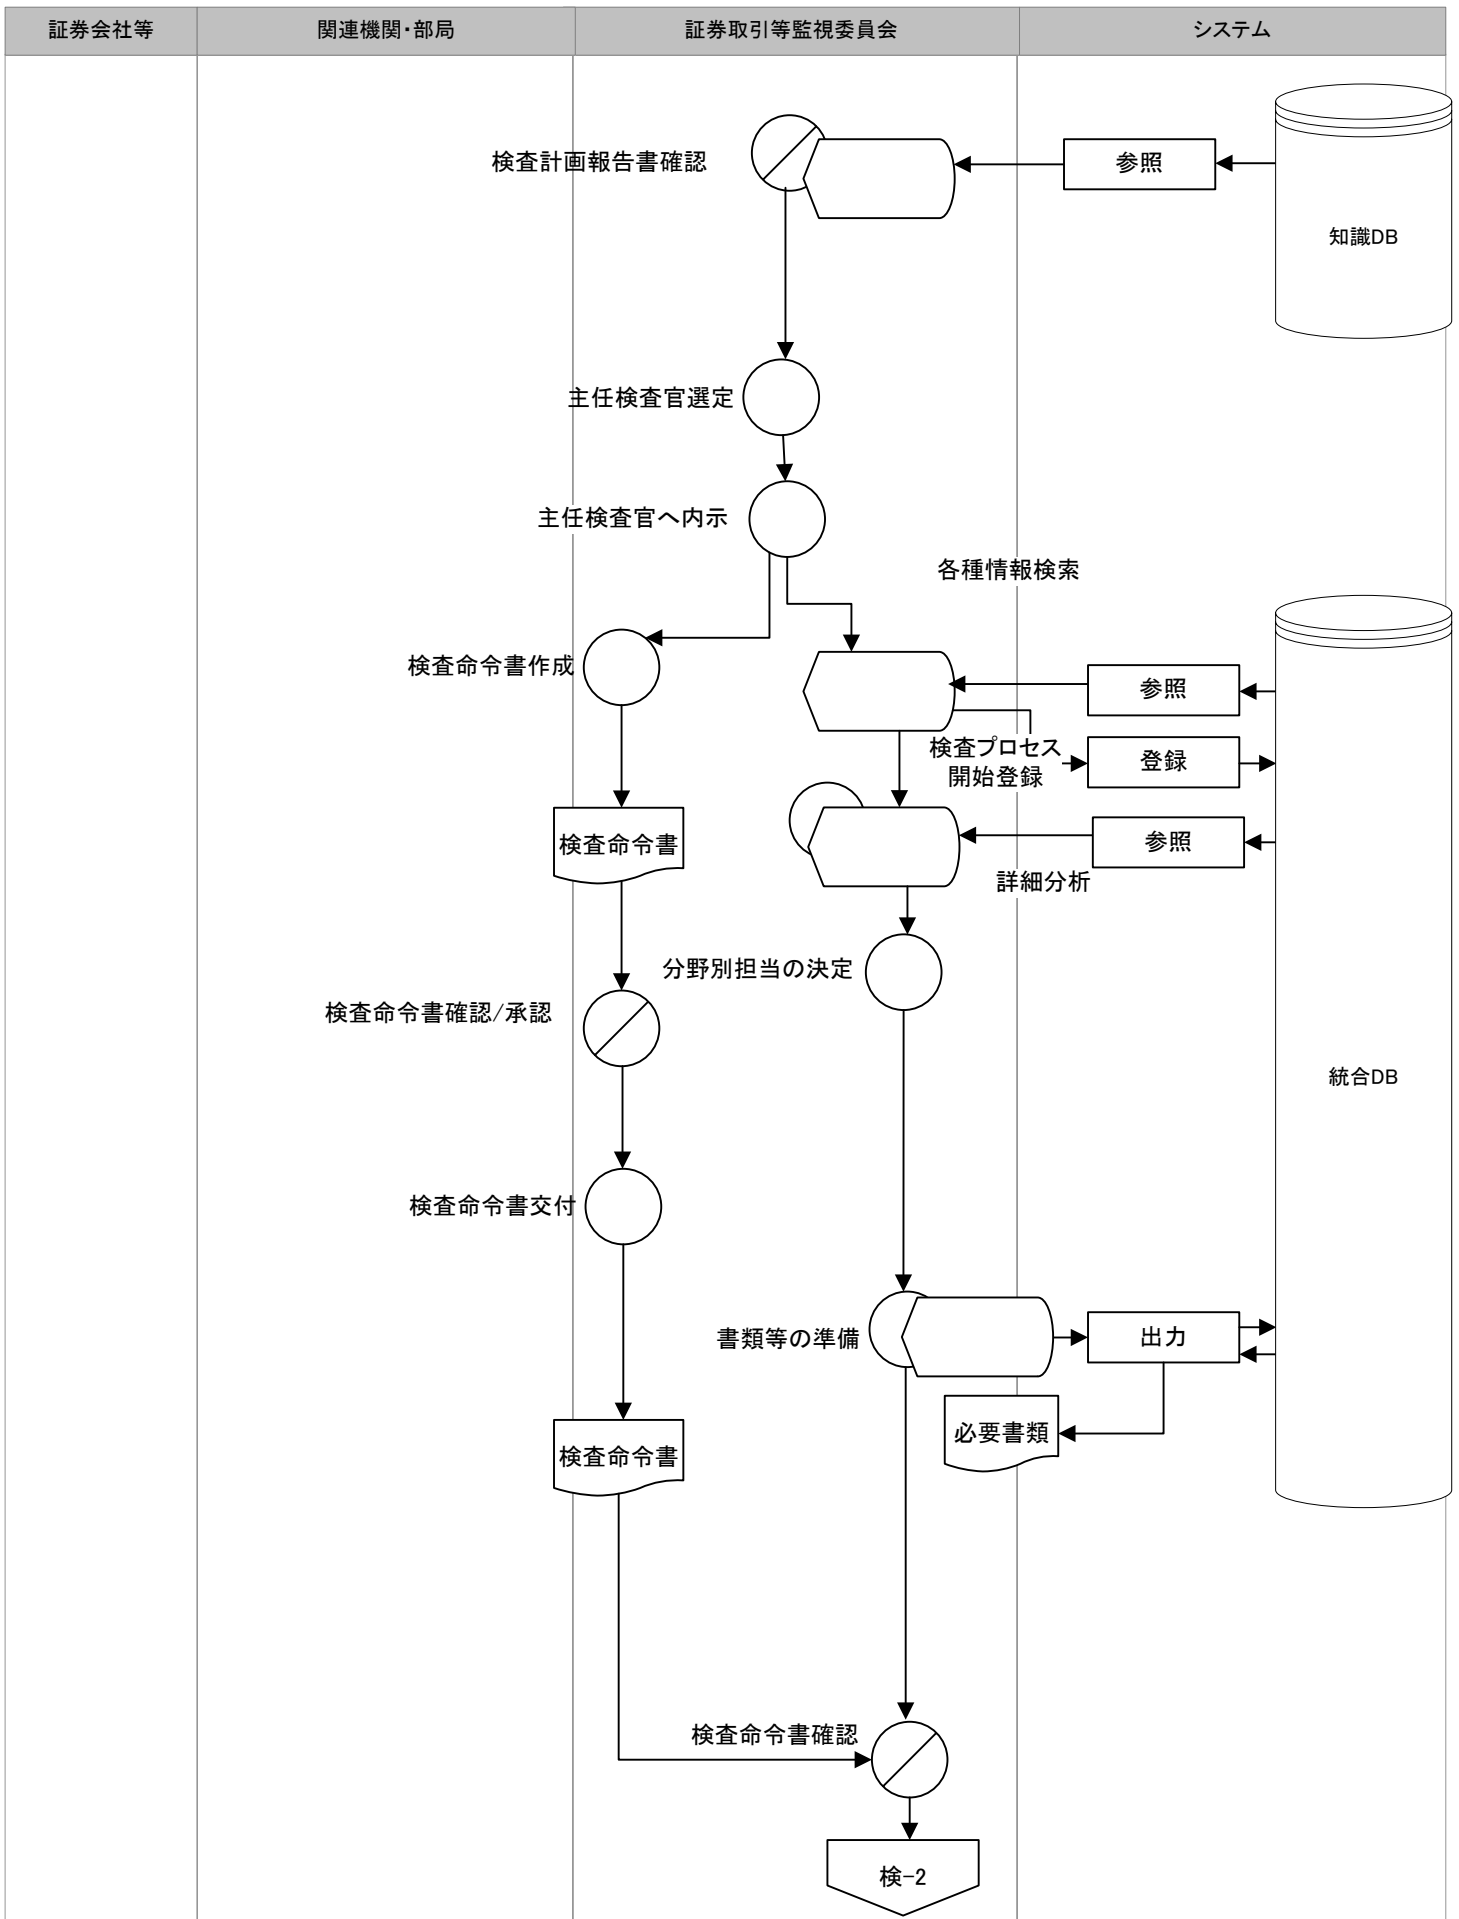 証券会社等
関連機関・部局
証券取引等監視委員会
システム
検査計画報告書確認
参照
知識DB
主任検査官選定
主任検査官へ内示
各種情報検索
検査命令書作成
参照
検査プロセス
開始登録
登録
検査命令書
参照
詳細分析
分野別担当の決定
検査命令書確認/承認
統合DB
検査命令書交付
書類等の準備
出力
必要書類
検査命令書
検査命令書確認
検-2